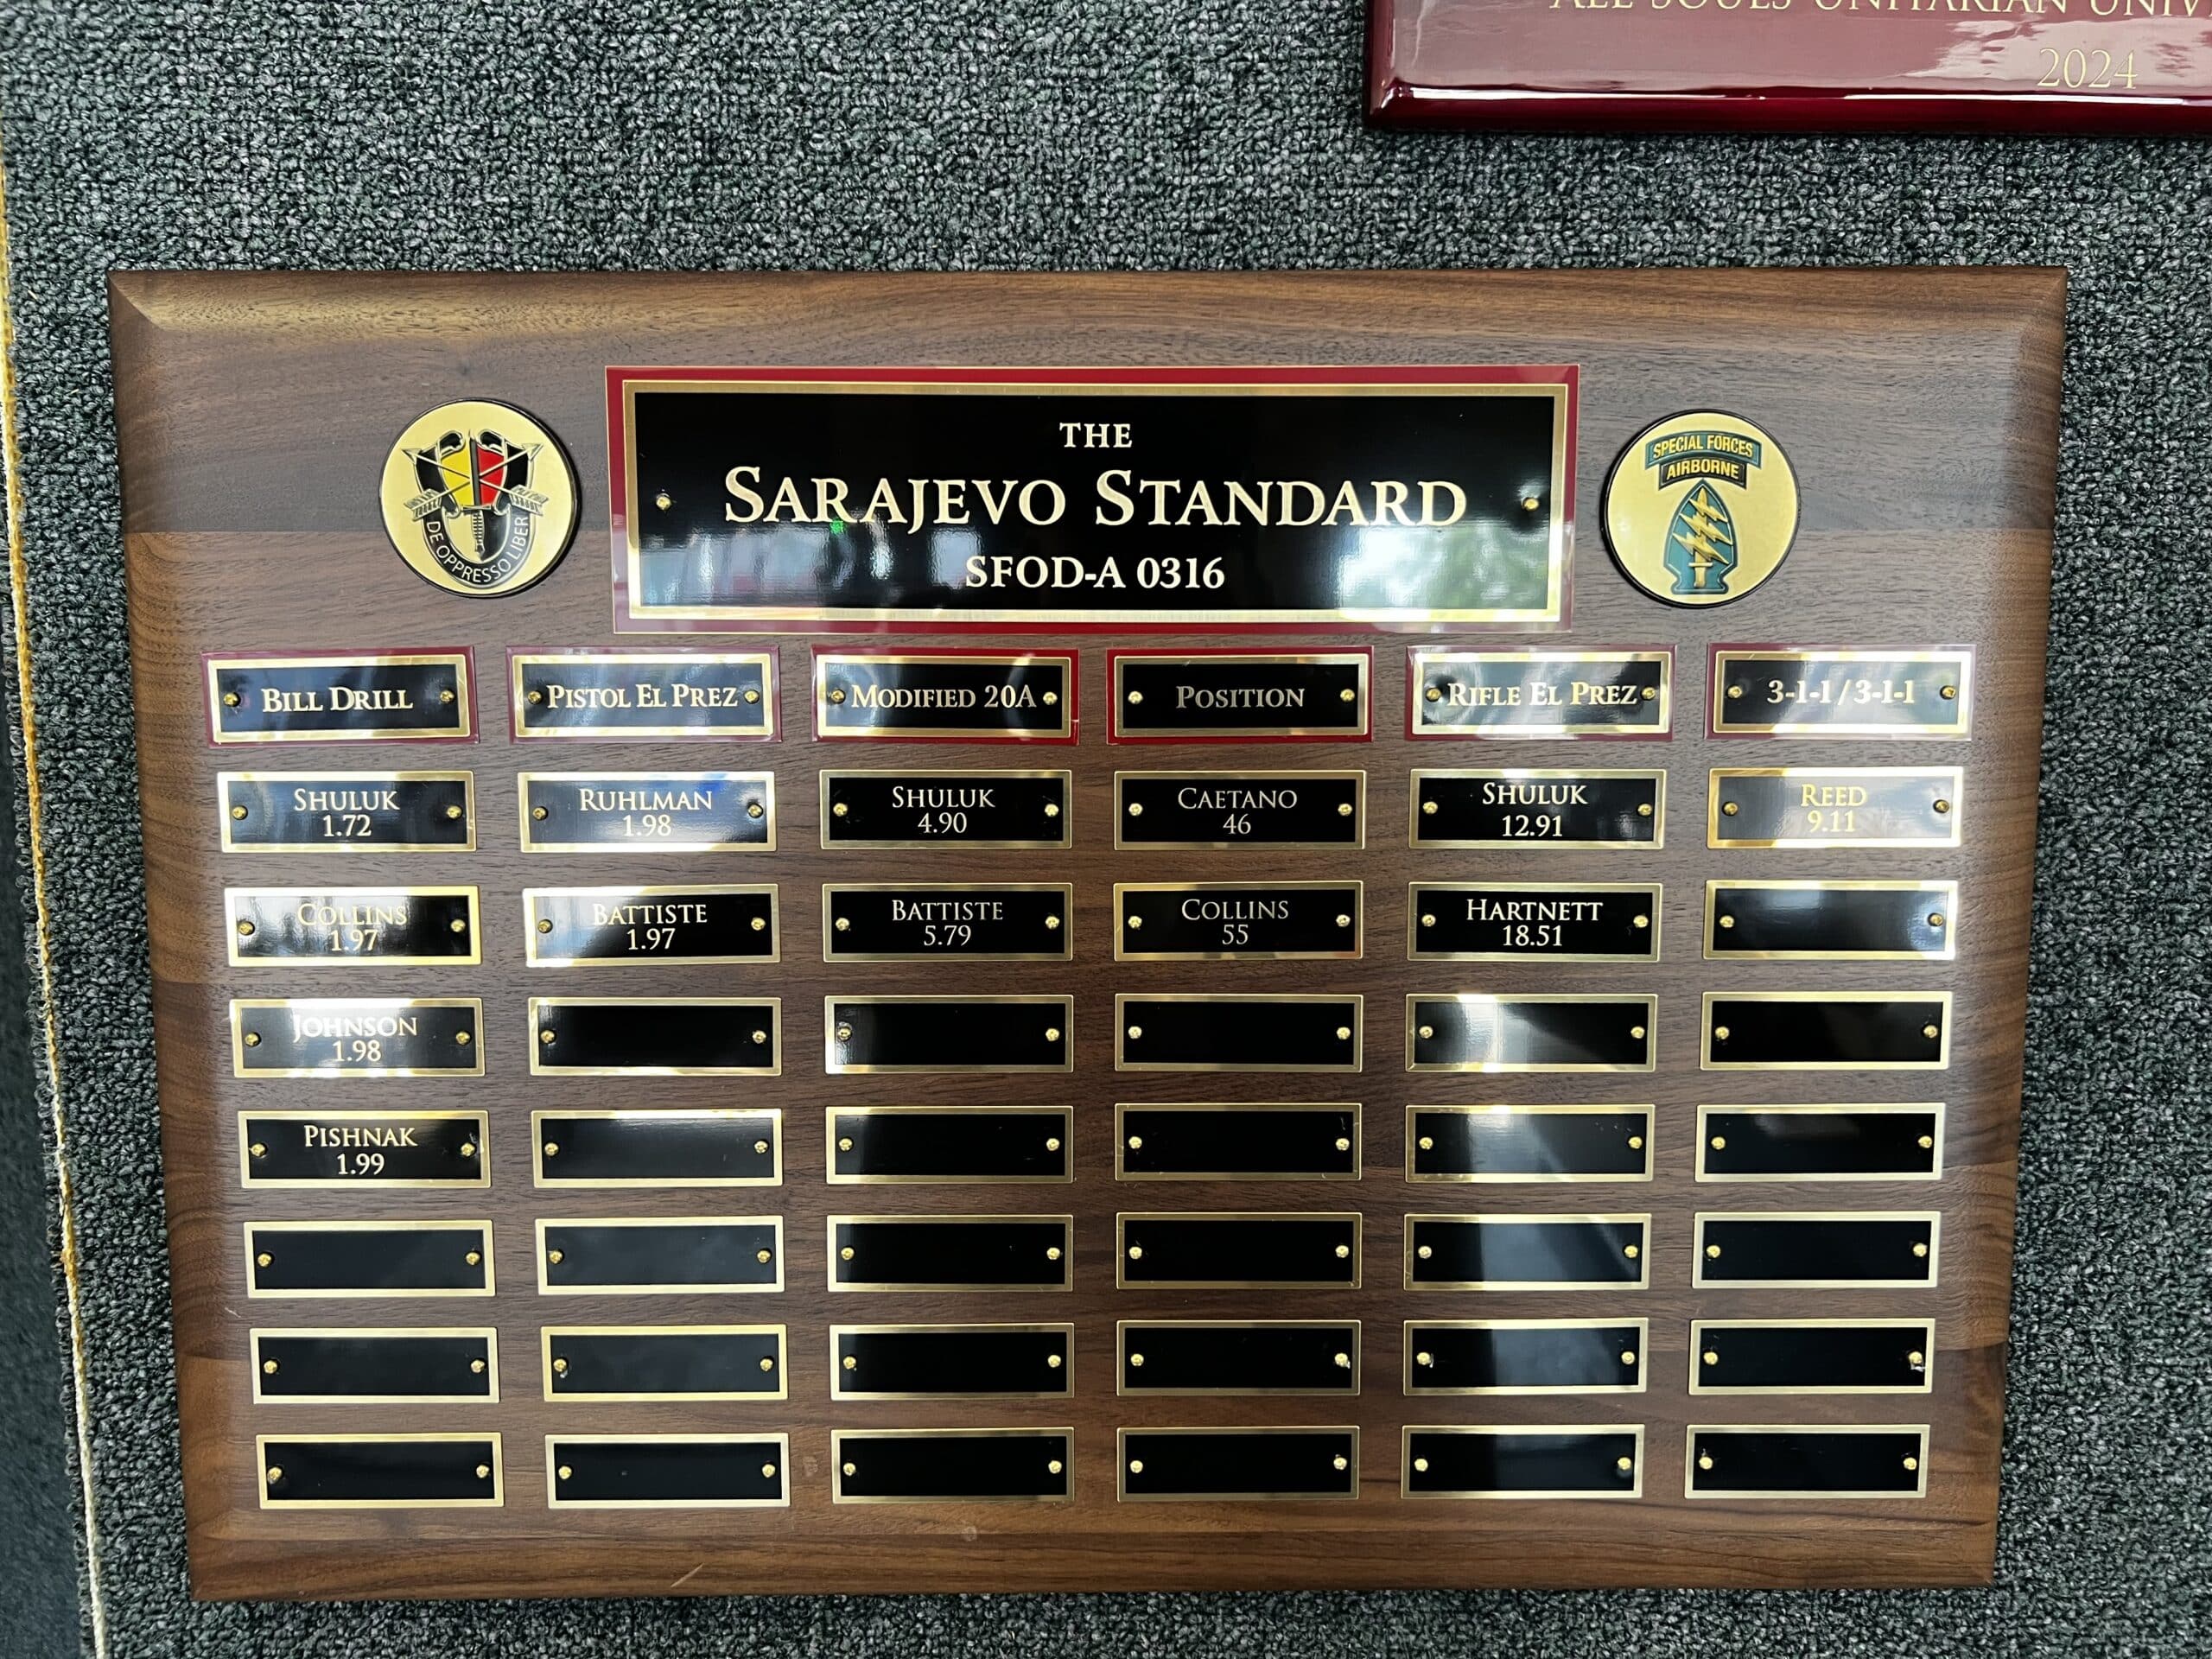 ALL SOULS UNITARIAN
2024
THE
SARAJEVO STANDARD
SFOD-A 0316
DE OPPRESSO LIBER
SPECIAL FORCES
AIRBORNE
BILL DRILL
PISTOL EL PREZ
MODIFIED 20A
POSITION
RIFLE EL PREZ
3-1-1 / 3-1-1
SHULUK
1.72
RUHLMAN
1.98
SHULUK
4.90
CAETANO
46
SHULUK
12.91
REED
9.11
COLLINS
1.97
BATTISTE
1.97
BATTISTE
5.79
COLLINS
55
HARTNETT
18.51
JOHNSON
1.98
PISHNAK
1.99